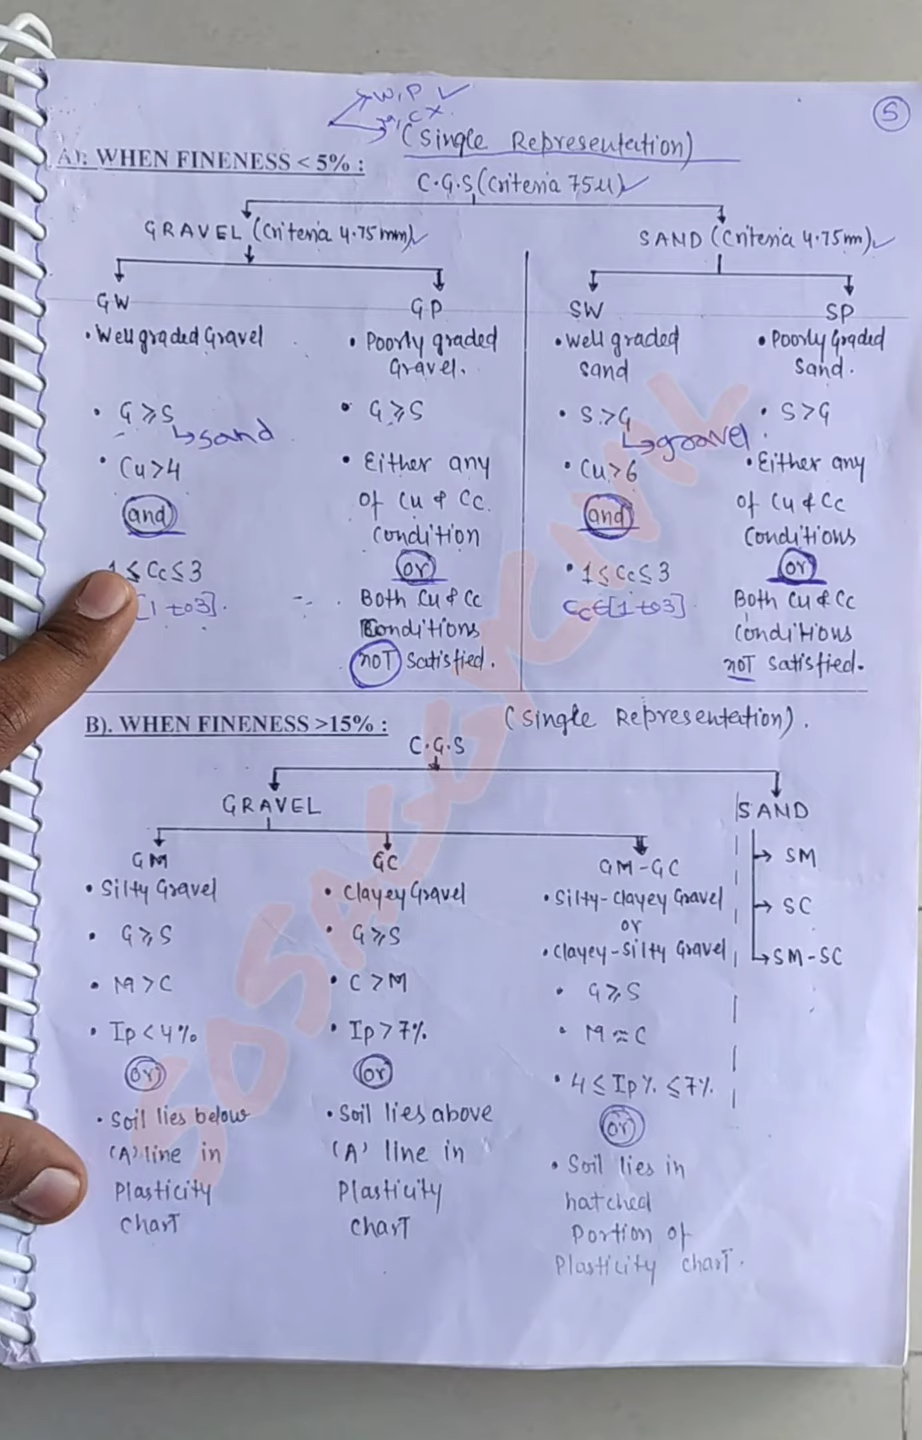 W,P ✓
M,C ×
5
(Single Representation)
A). WHEN FINENESS < 5% :
C.G.S (Criteria 75μ) ✓
GRAVEL (Criteria 4.75mm) ✓
SAND (Criteria 4.75m) ✓
GW
• Well graded Gravel
• G ≥ S
↳ sand
• Cu > 4
and
1 ≤ Cc ≤ 3
[1 to 3].
GP
• Poorly graded
Gravel.
• G ≥ S
• Either any
of Cu & Cc
Condition
or
Both Cu & Cc
Conditions
noT satisfied.
SW
• Well graded
Sand
• S > G
↳ gravel
• Cu > 6
and
• 1 ≤ Cc ≤ 3
Cc ∈ [1 to 3]
SP
• Poorly Graded
Sand.
• S > G
• Either any
of Cu & Cc
Conditions
or
Both Cu & Cc
Conditions
noT satisfied.
B). WHEN FINENESS >15% :
(Single Representation).
C.G.S
GRAVEL
SAND
GM
• Silty Gravel
• G ≥ S
• M > C
• Ip < 4%
or
• Soil lies below
(A) line in
Plasticity
charT
GC
• Clayey Gravel
• G ≥ S
• C > M
• Ip > 7%
or
• Soil lies above
(A) line in
Plasticity
charT
GM-GC
• Silty-Clayey Gravel
or
• Clayey-Silty Gravel
• G ≥ S
• M ≈ C
• 4 ≤ Ip% ≤ 7%
or
• Soil lies in
hatched
Portion of
Plasticity charT.
→ SM
→ SC
↳ SM-SC